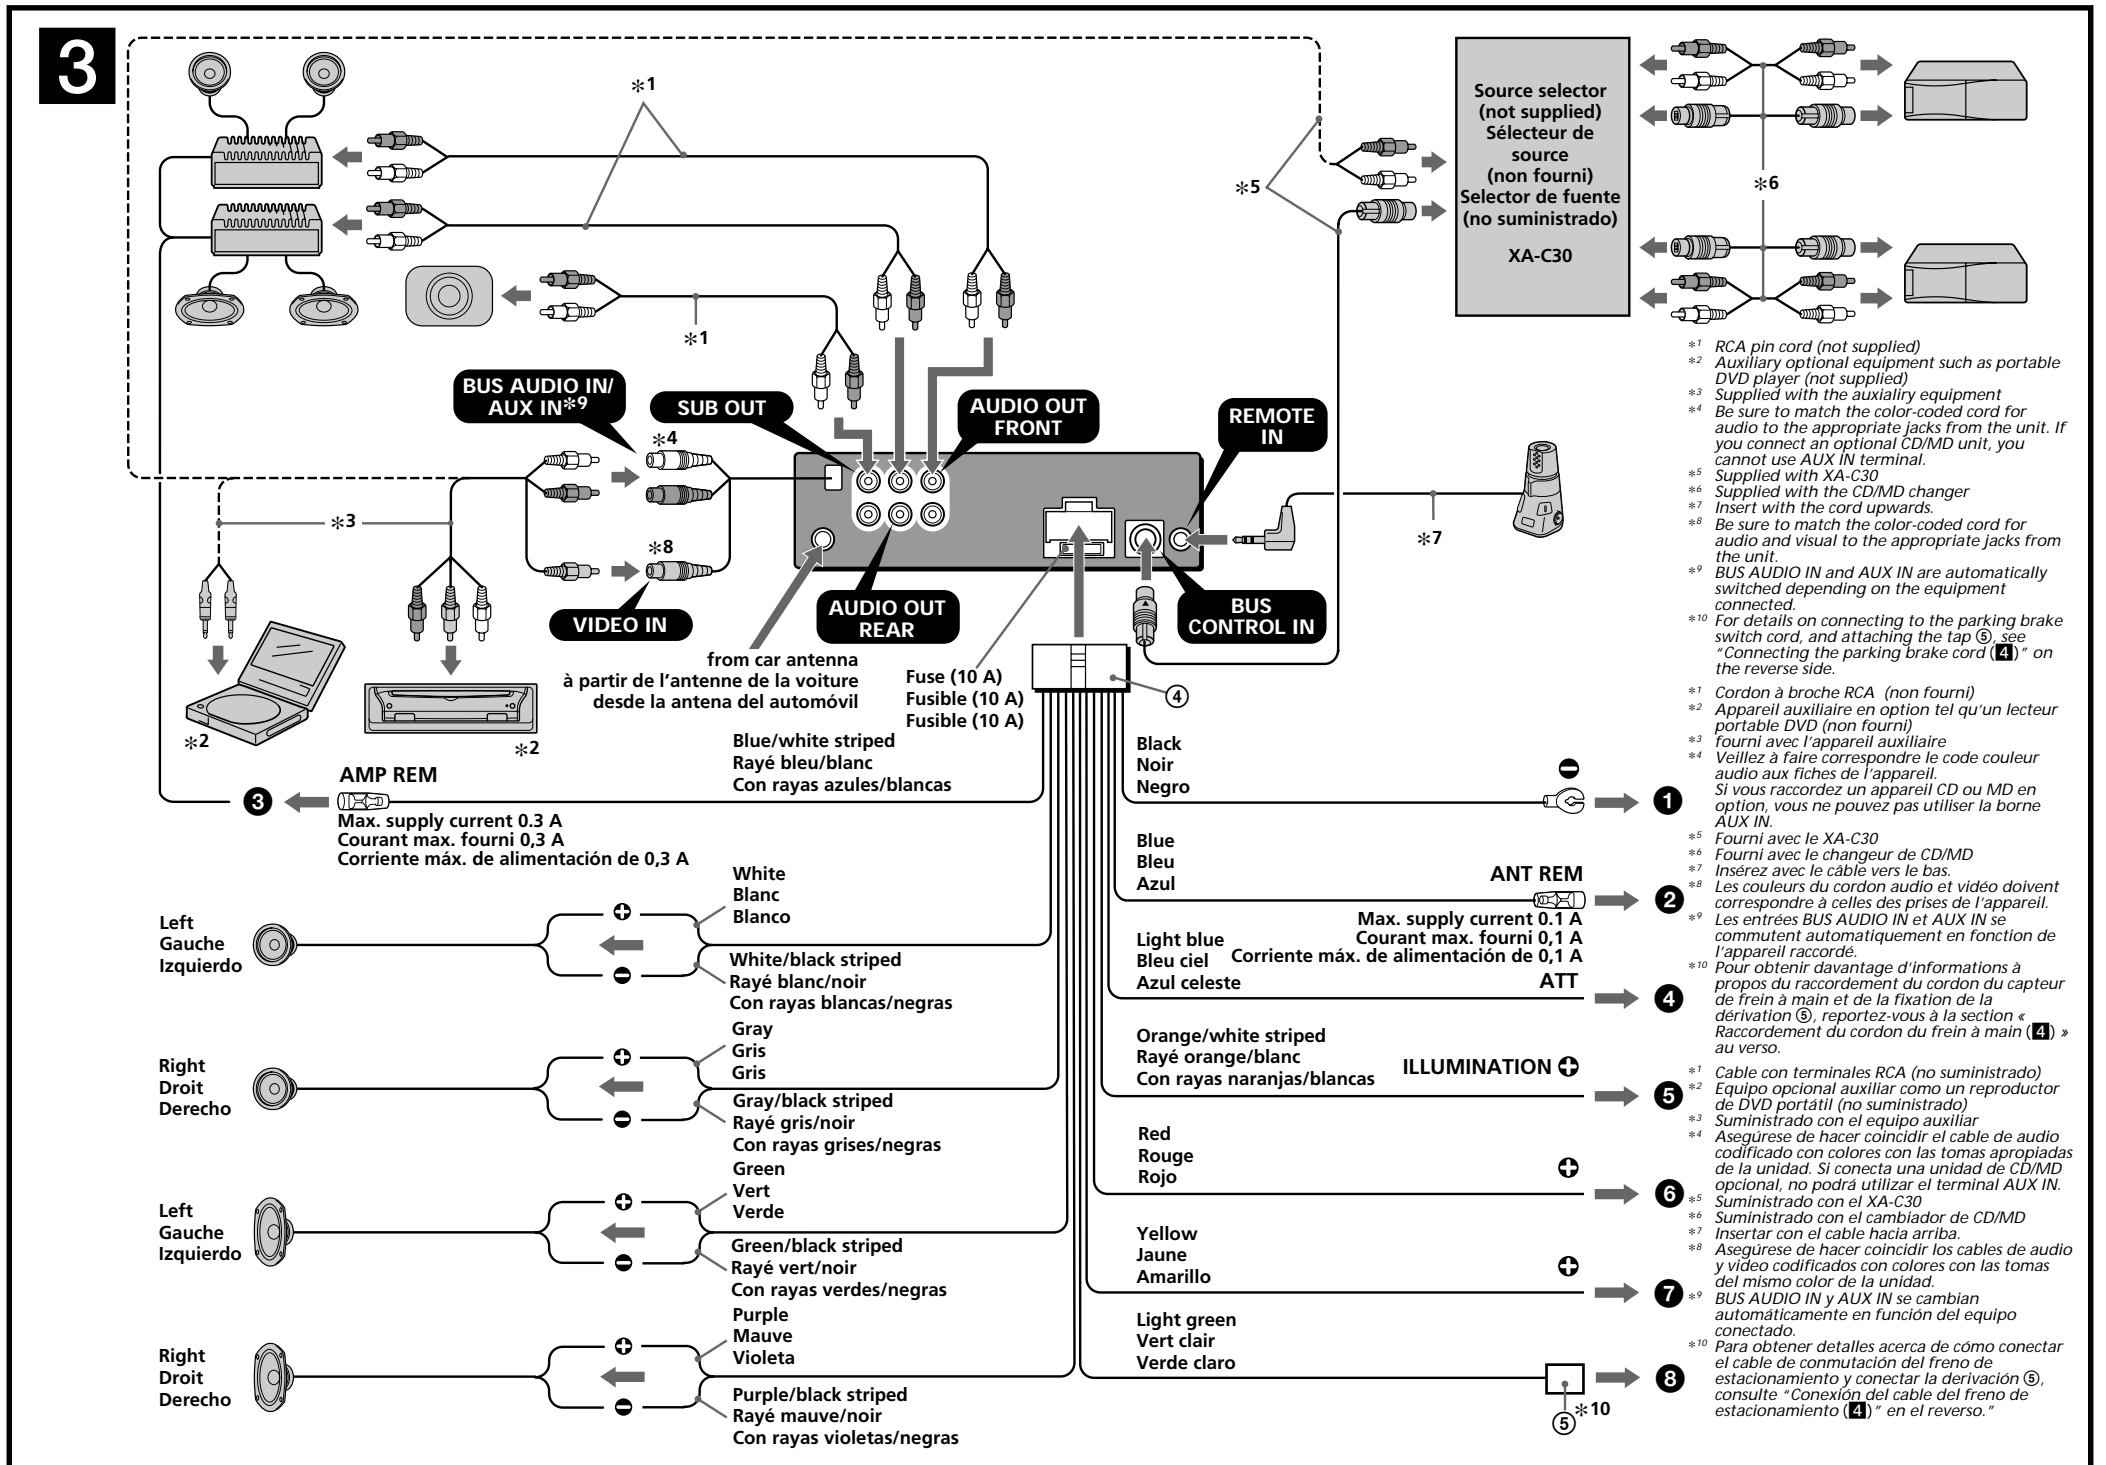 3
*1
*1
*5
*6
Source selector
(not supplied)
Sélecteur de
source
(non fourni)
Selector de fuente
(no suministrado)
XA-C30
BUS AUDIO IN/
AUX IN*9
SUB OUT
AUDIO OUT
FRONT
REMOTE
IN
*4
*3
*8
*7
VIDEO IN
AUDIO OUT
REAR
BUS
CONTROL IN
from car antenna
à partir de l'antenne de la voiture
desde la antena del automóvil
Fuse (10 A)
Fusible (10 A)
Fusible (10 A)
④
*2
*2
Blue/white striped
Rayé bleu/blanc
Con rayas azules/blancas
AMP REM
❸
Max. supply current 0.3 A
Courant max. fourni 0,3 A
Corriente máx. de alimentación de 0,3 A
Left
Gauche
Izquierdo
White
Blanc
Blanco
White/black striped
Rayé blanc/noir
Con rayas blancas/negras
Right
Droit
Derecho
Gray
Gris
Gris
Gray/black striped
Rayé gris/noir
Con rayas grises/negras
Left
Gauche
Izquierdo
Green
Vert
Verde
Green/black striped
Rayé vert/noir
Con rayas verdes/negras
Right
Droit
Derecho
Purple
Mauve
Violeta
Purple/black striped
Rayé mauve/noir
Con rayas violetas/negras
Black
Noir
Negro
❶
Blue
Bleu
Azul
ANT REM
❷
Max. supply current 0.1 A
Courant max. fourni 0,1 A
Corriente máx. de alimentación de 0,1 A
Light blue
Bleu ciel
Azul celeste
ATT
❹
Orange/white striped
Rayé orange/blanc
Con rayas naranjas/blancas
ILLUMINATION
❺
Red
Rouge
Rojo
❻
Yellow
Jaune
Amarillo
❼
Light green
Vert clair
Verde claro
❽
⑤ *10
*1 RCA pin cord (not supplied)
*2 Auxiliary optional equipment such as portable
DVD player (not supplied)
*3 Supplied with the auxialiry equipment
*4 Be sure to match the color-coded cord for
audio to the appropriate jacks from the unit. If
you connect an optional CD/MD unit, you
cannot use AUX IN terminal.
*5 Supplied with XA-C30
*6 Supplied with the CD/MD changer
*7 Insert with the cord upwards.
*8 Be sure to match the color-coded cord for
audio and visual to the appropriate jacks from
the unit.
*9 BUS AUDIO IN and AUX IN are automatically
switched depending on the equipment
connected.
*10 For details on connecting to the parking brake
switch cord, and attaching the tap ⑤, see
"Connecting the parking brake cord (4)" on
the reverse side.
*1 Cordon à broche RCA (non fourni)
*2 Appareil auxiliaire en option tel qu'un lecteur
portable DVD (non fourni)
*3 fourni avec l'appareil auxiliaire
*4 Veillez à faire correspondre le code couleur
audio aux fiches de l'appareil.
Si vous raccordez un appareil CD ou MD en
option, vous ne pouvez pas utiliser la borne
AUX IN.
*5 Fourni avec le XA-C30
*6 Fourni avec le changeur de CD/MD
*7 Insérez avec le câble vers le bas.
*8 Les couleurs du cordon audio et vidéo doivent
correspondre à celles des prises de l'appareil.
*9 Les entrées BUS AUDIO IN et AUX IN se
commutent automatiquement en fonction de
l'appareil raccordé.
*10 Pour obtenir davantage d'informations à
propos du raccordement du cordon du capteur
de frein à main et de la fixation de la
dérivation ⑤, reportez-vous à la section «
Raccordement du cordon du frein à main (4) »
au verso.
*1 Cable con terminales RCA (no suministrado)
*2 Equipo opcional auxiliar como un reproductor
de DVD portátil (no suministrado)
*3 Suministrado con el equipo auxiliar
*4 Asegúrese de hacer coincidir el cable de audio
codificado con colores con las tomas apropiadas
de la unidad. Si conecta una unidad de CD/MD
opcional, no podrá utilizar el terminal AUX IN.
*5 Suministrado con el XA-C30
*6 Suministrado con el cambiador de CD/MD
*7 Insertar con el cable hacia arriba.
*8 Asegúrese de hacer coincidir los cables de audio
y video codificados con colores con las tomas
del mismo color de la unidad.
*9 BUS AUDIO IN y AUX IN se cambian
automáticamente en función del equipo
conectado.
*10 Para obtener detalles acerca de cómo conectar
el cable de conmutación del freno de
estacionamiento y conectar la derivación ⑤,
consulte "Conexión del cable del freno de
estacionamiento (4)" en el reverso."